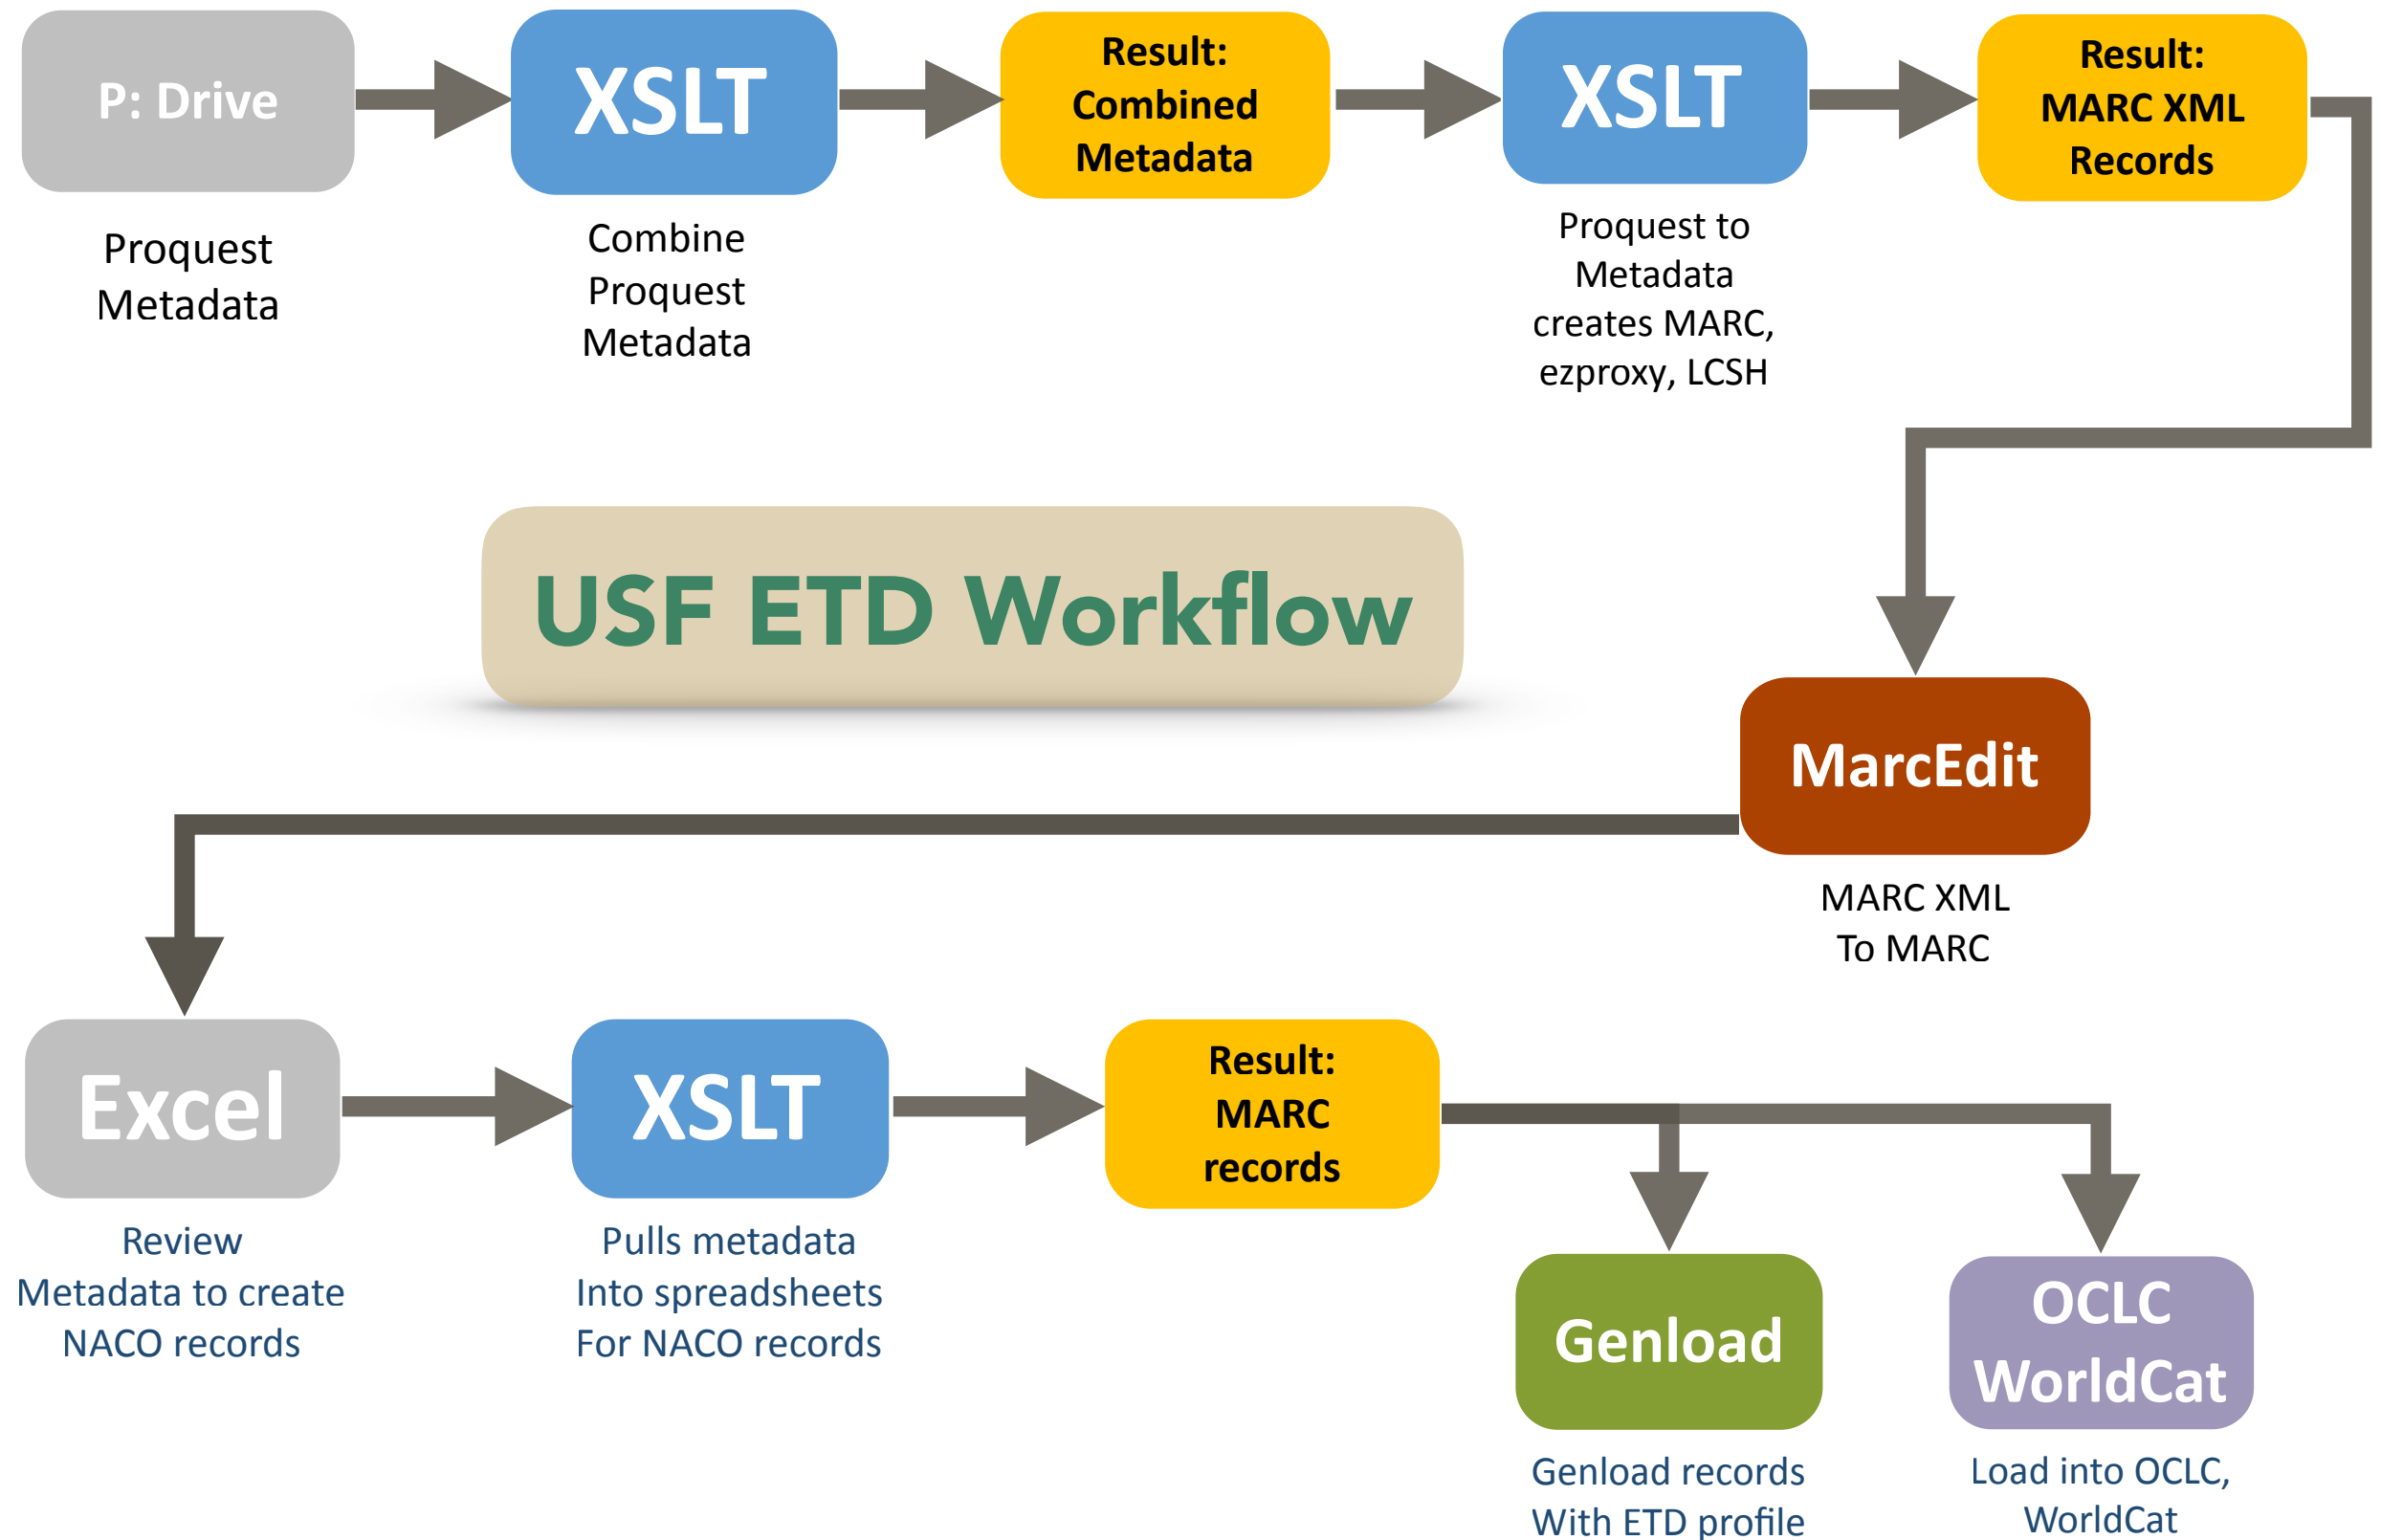 P: Drive
Proquest
Metadata
XSLT
Combine
Proquest
Metadata
Result:
Combined
Metadata
XSLT
Proquest to
Metadata
creates MARC,
ezproxy, LCSH
Result:
MARC XML
Records
USF ETD Workflow
MarcEdit
MARC XML
To MARC
Excel
Review
Metadata to create
NACO records
XSLT
Pulls metadata
Into spreadsheets
For NACO records
Result:
MARC
records
Genload
Genload records
With ETD profile
OCLC
WorldCat
Load into OCLC,
WorldCat